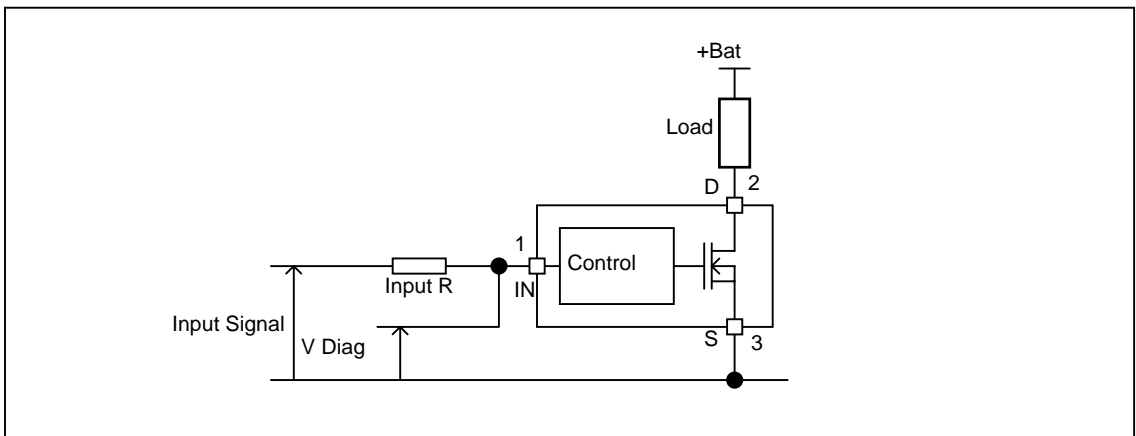 +Bat
Load
D 2
1
Control
Input R
IN
Input Signal
V Diag
S 3